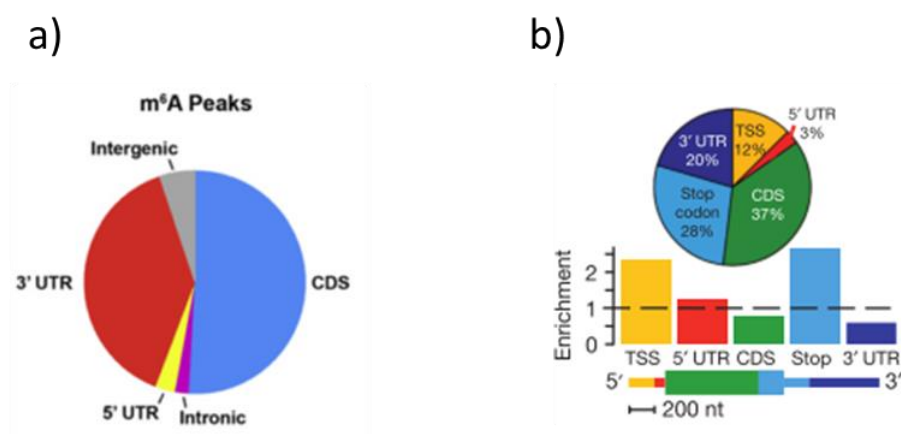 a)
m⁶A Peaks
Intergenic
3' UTR
CDS
5' UTR
Intronic
b)
5′ UTR
3%
TSS
12%
3′ UTR
20%
CDS
37%
Stop
codon
28%
Enrichment
2
1
0
TSS 5′ UTR CDS Stop 3′ UTR
5′ 3′
200 nt